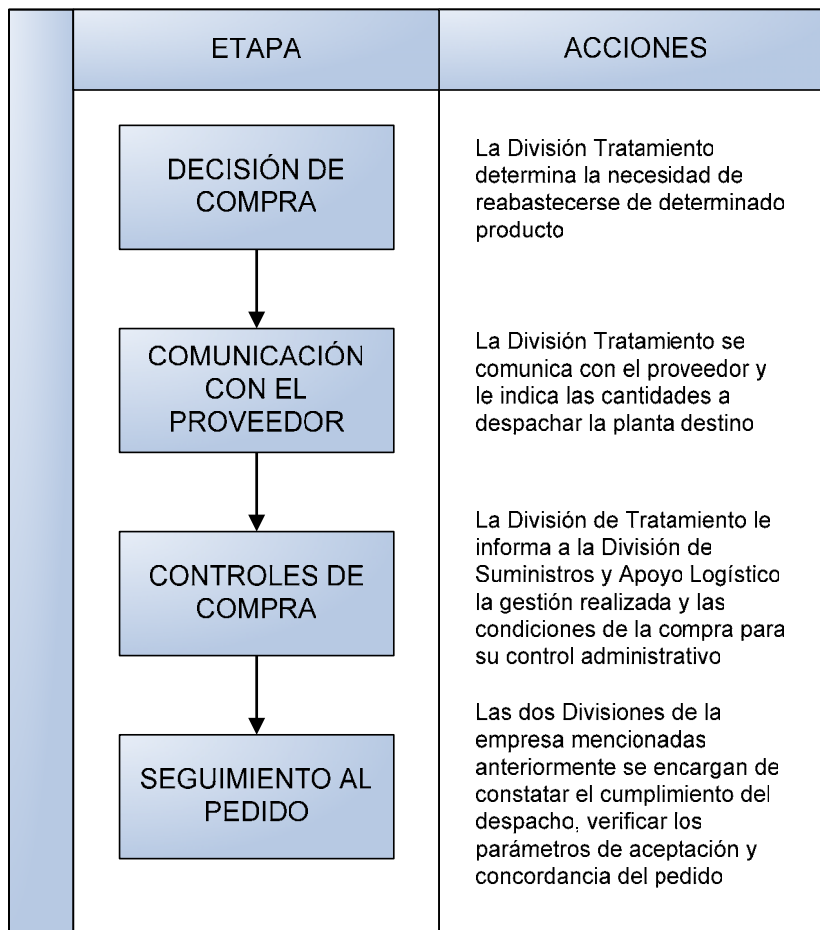 ETAPA
ACCIONES
DECISIÓN DE
COMPRA
La División Tratamiento
determina la necesidad de
reabastecerse de determinado
producto
COMUNICACIÓN
CON EL
PROVEEDOR
La División Tratamiento se
comunica con el proveedor y
le indica las cantidades a
despachar la planta destino
CONTROLES DE
COMPRA
La División de Tratamiento le
informa a la División de
Suministros y Apoyo Logístico
la gestión realizada y las
condiciones de la compra para
su control administrativo
SEGUIMIENTO AL
PEDIDO
Las dos Divisiones de la
empresa mencionadas
anteriormente se encargan de
constatar el cumplimiento del
despacho, verificar los
parámetros de aceptación y
concordancia del pedido